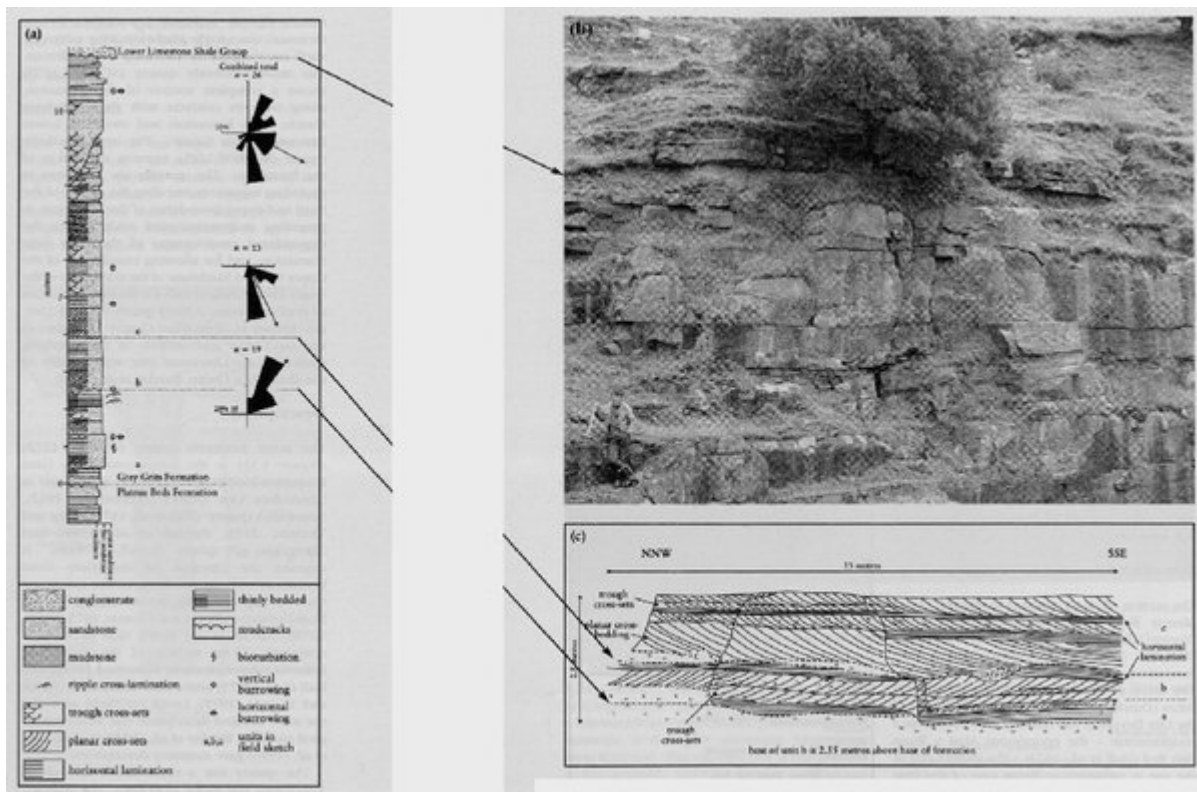 (a)
Lower Limestone Shale Group
Combined total
n = 26
10
n = 13
metres
c
n = 19
b
a
Grey Grits Formation
Plateau Beds Formation
0
conglomerate
sandstone
mudstone
ripple cross-lamination
trough cross-sets
planar cross-sets
horizontal lamination
thinly bedded
mudcracks
bioturbation
vertical
burrowing
horizontal
burrowing
a,b,c
units in
field sketch
(b)
(c)
NNW
SSE
15 metres
trough
cross-sets
planar cross-
bedding
c
horizontal
lamination
b
a
trough
cross-sets
base of unit b is 2.35 metres above base of formation